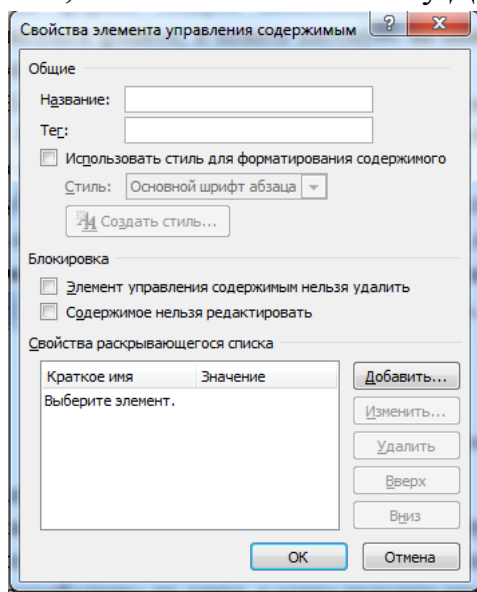 Свойства элемента управления содержимым
Общие
Название:
Тег:
Использовать стиль для форматирования содержимого
Стиль: Основной шрифт абзаца
Создать стиль...
Блокировка
Элемент управления содержимым нельзя удалить
Содержимое нельзя редактировать
Свойства раскрывающегося списка
Краткое имя Значение
Выберите элемент.
Добавить...
Изменить...
Удалить
Вверх
Вниз
ОК Отмена